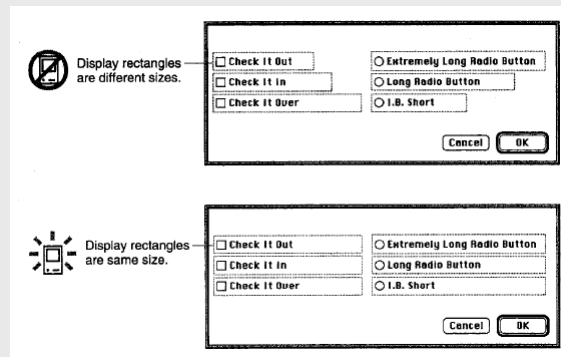 Display rectangles
are different sizes.
Check It Out
Extremely Long Radio Button
Check It In
Long Radio Button
Check It Over
I.B. Short
Cancel
OK
Display rectangles
are same size.
Check It Out
Extremely Long Radio Button
Check It In
Long Radio Button
Check It Over
I.B. Short
Cancel
OK